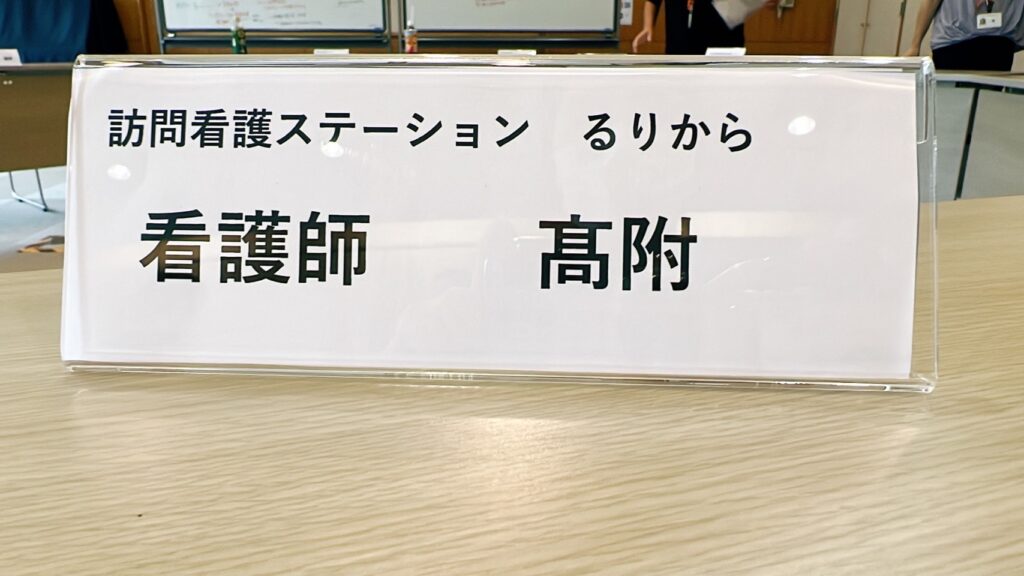 訪問看護ステーション　るりから
看護師　髙附